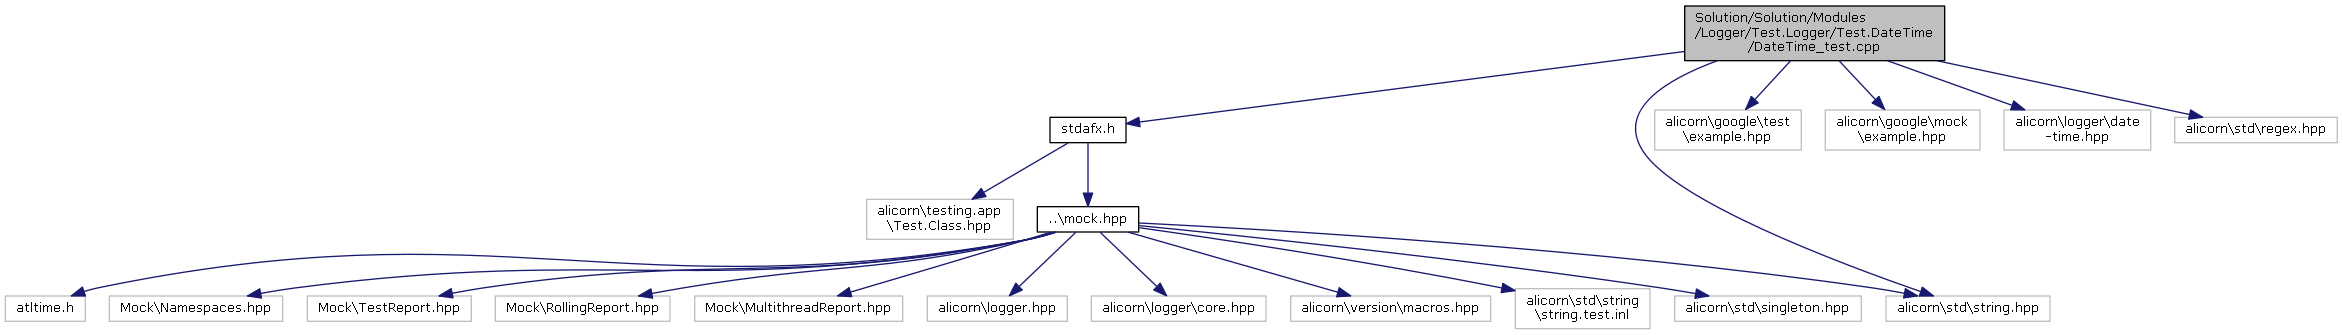 Solution/Solution/Modules
/Logger/Test.Logger/Test.DateTime
/DateTime_test.cpp
stdafx.h
alicorn\google\test
\example.hpp
alicorn\google\mock
\example.hpp
alicorn\logger\date
-time.hpp
alicorn\std\regex.hpp
alicorn\testing.app
\Test.Class.hpp
..\mock.hpp
atltime.h
Mock\Namespaces.hpp
Mock\TestReport.hpp
Mock\RollingReport.hpp
Mock\MultithreadReport.hpp
alicorn\logger.hpp
alicorn\logger\core.hpp
alicorn\version\macros.hpp
alicorn\std\string
\string.test.inl
alicorn\std\singleton.hpp
alicorn\std\string.hpp